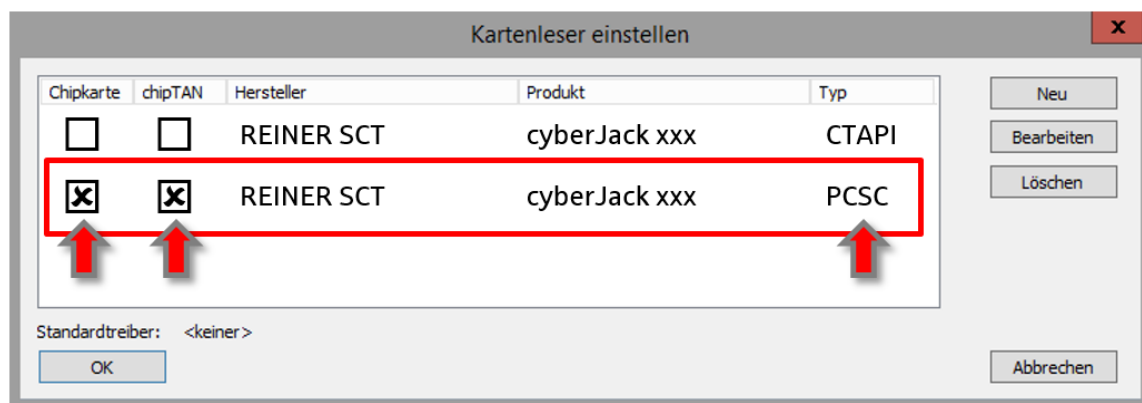 Kartenleser einstellen
x
Chipkarte chipTAN Hersteller Produkt Typ
Neu
REINER SCT cyberJack xxx CTAPI
Bearbeiten
REINER SCT cyberJack xxx PCSC
Löschen
Standardtreiber: <keiner>
OK
Abbrechen